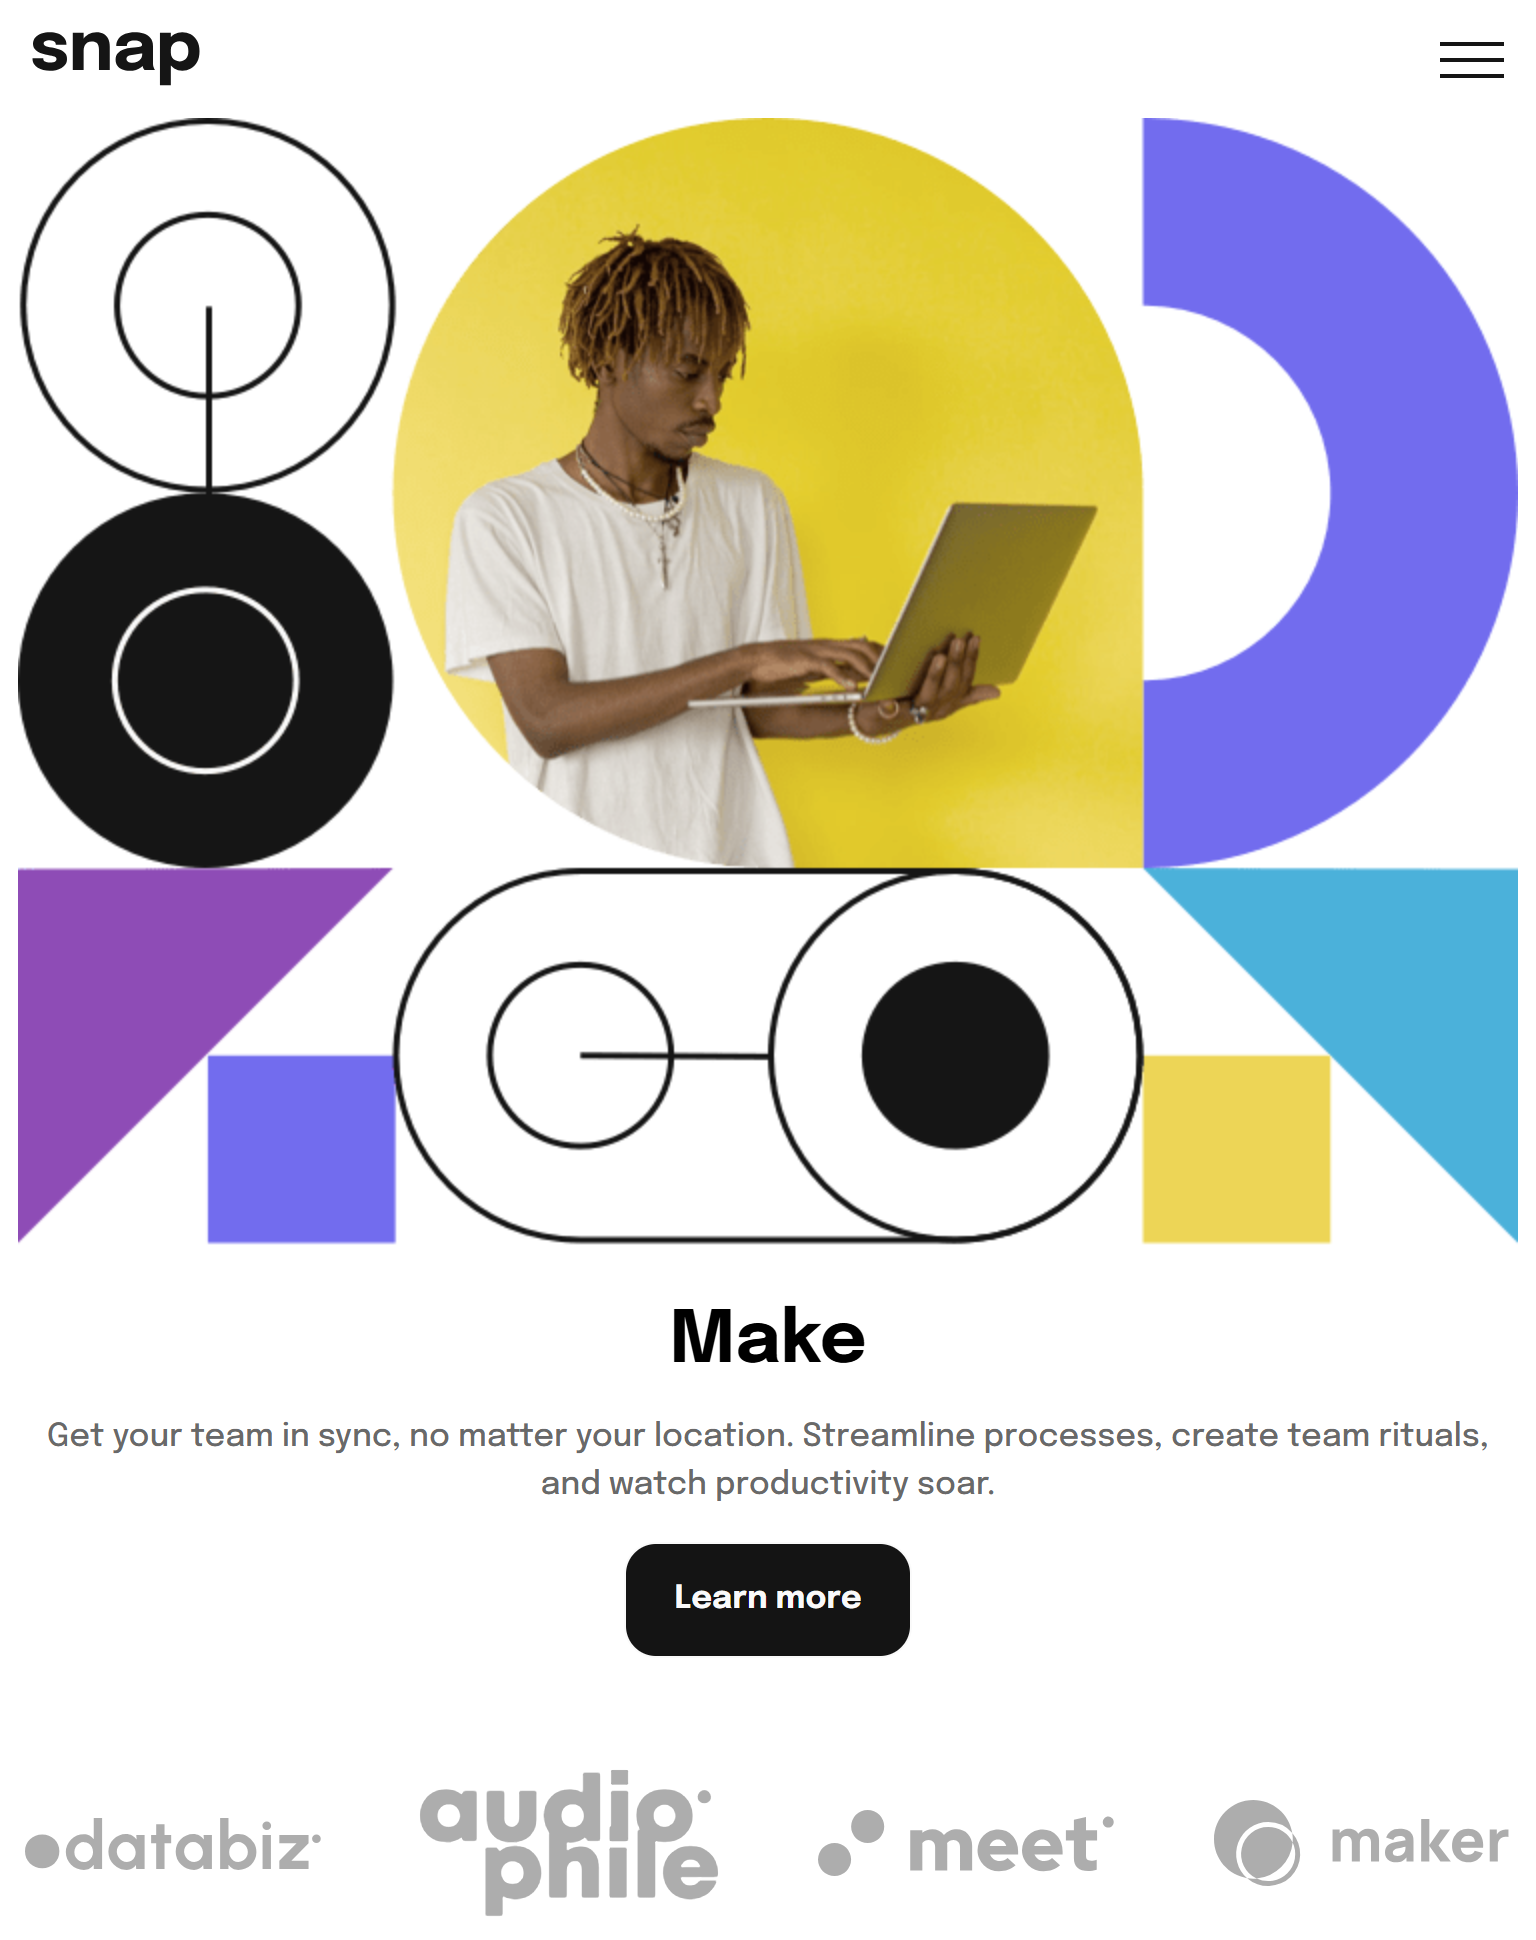 snap
Make
Get your team in sync, no matter your location. Streamline processes, create team rituals,
and watch productivity soar.
Learn more
databiz
audio
phile
meet
maker